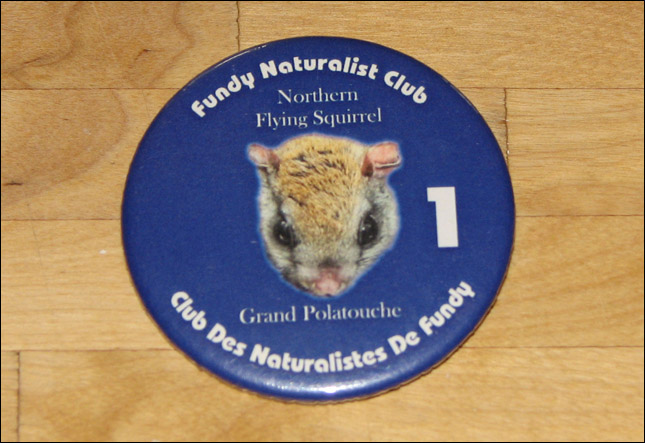 Fundy Naturalist Club
Northern
Flying Squirrel
1
Grand Polatouche
Club Des Naturalistes De Fundy